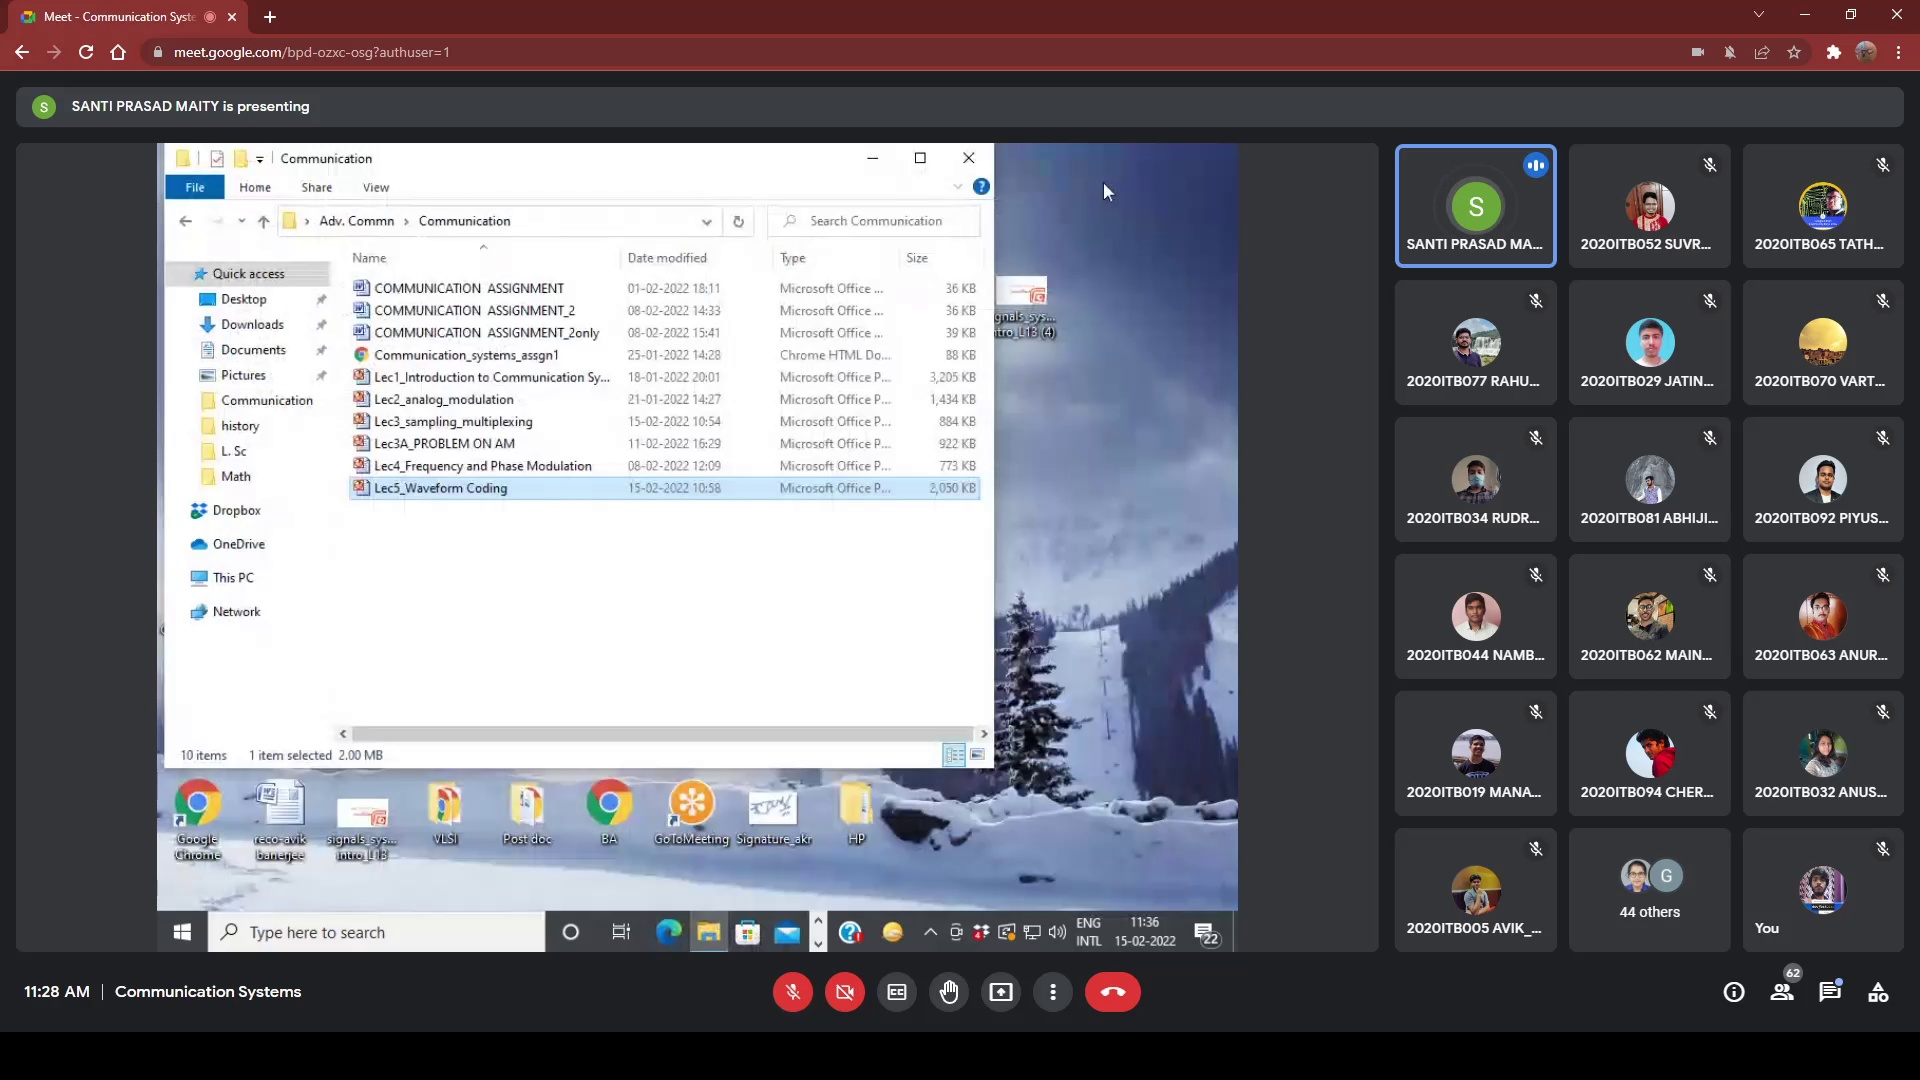 Meet - Communication Syste
meet.google.com/bpd-ozxc-osg?authuser=1
S SANTI PRASAD MAITY is presenting
Communication
File Home Share View
Adv. Commn Communication
Search Communication
Name Date modified Type Size
Quick access
Desktop
Downloads
Documents
Pictures
Communication
history
L. Sc
Math
Dropbox
OneDrive
This PC
Network
COMMUNICATION ASSIGNMENT 01-02-2022 18:11 Microsoft Office ... 36 KB
COMMUNICATION ASSIGNMENT_2 08-02-2022 14:33 Microsoft Office ... 36 KB
COMMUNICATION ASSIGNMENT_2only 08-02-2022 15:41 Microsoft Office ... 39 KB
Communication_systems_assgn1 25-01-2022 14:28 Chrome HTML Do... 88 KB
Lec1_Introduction to Communication Sy... 18-01-2022 20:01 Microsoft Office P... 3,205 KB
Lec2_analog_modulation 21-01-2022 14:27 Microsoft Office P... 1,434 KB
Lec3_sampling_multiplexing 15-02-2022 10:54 Microsoft Office P... 884 KB
Lec3A_PROBLEM ON AM 11-02-2022 16:29 Microsoft Office P... 922 KB
Lec4_Frequency and Phase Modulation 08-02-2022 12:09 Microsoft Office P... 773 KB
Lec5_Waveform Coding 15-02-2022 10:58 Microsoft Office P... 2,050 KB
10 items 1 item selected 2.00 MB
gnals_sys...
tro_L13 (4)
Google
Chrome
reco-avik
banerjee
signals_sys...
intro_L13
VLSI
Post doc
BA
GoToMeeting
Signature_akr
HP
Type here to search
ENG
INTL
11:36
15-02-2022
22
S
SANTI PRASAD MA...
2020ITB052 SUVR...
2020ITB065 TATH...
2020ITB077 RAHU...
2020ITB029 JATIN...
2020ITB070 VART...
2020ITB034 RUDR...
2020ITB081 ABHIJI...
2020ITB092 PIYUS...
2020ITB044 NAMB...
2020ITB062 MAIN...
2020ITB063 ANUR...
2020ITB019 MANA...
2020ITB094 CHER...
2020ITB032 ANUS...
2020ITB005 AVIK_...
G
44 others
You
11:28 AM | Communication Systems
62